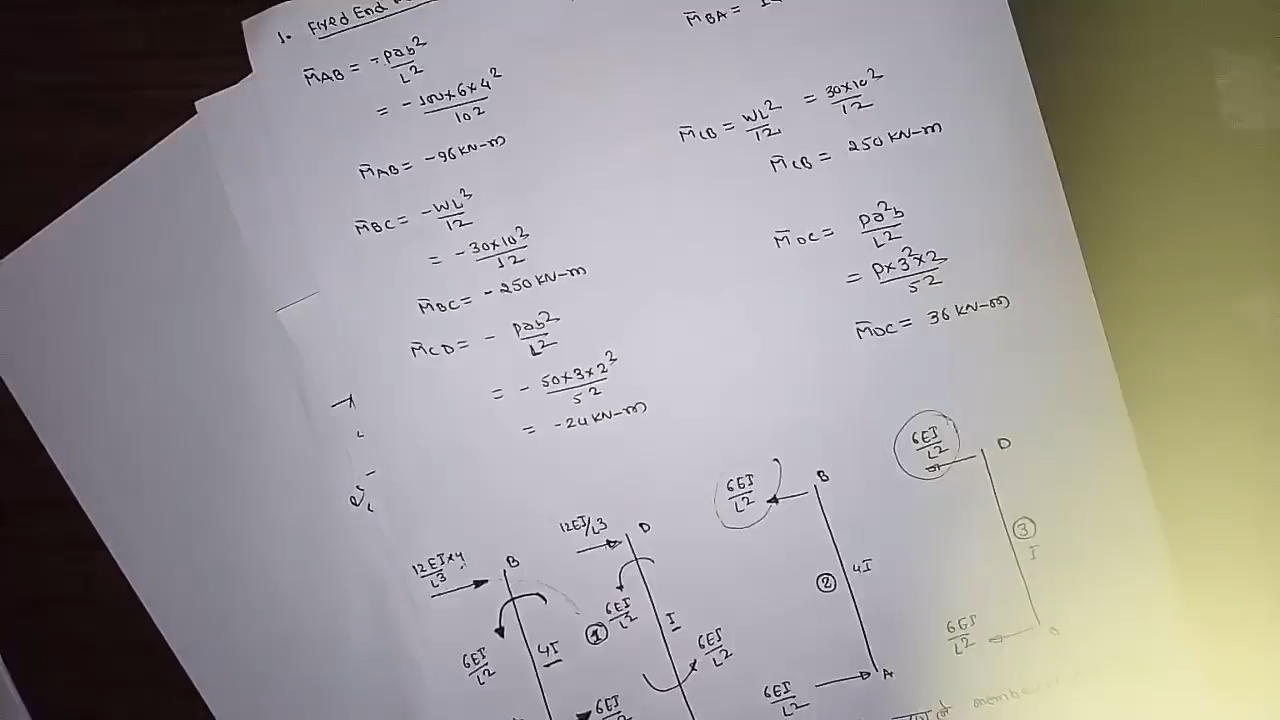 1. Fixed End
M̄AB = -Pab²/L²
= -100×6×4²/10²
M̄AB = -96 KN-m
M̄BC = -WL²/12
= -30×10²/12
M̄BC = -250 KN-m
M̄CD = - Pab²/L²
= - 50×3×2²/5²
= -24 KN-m
M̄BA =
M̄CB = WL²/12 = 30×10²/12
M̄CB = 250 KN-m
M̄DC = Pa²b/L²
= P×3²×2/5²
M̄DC = 36 KN-m
12EI×4/L³
B
6EI/L²
4I
6EI/L²
12EI/L3
D
6EI/L²
1
I
6EI/L²
6EI/L²
B
2
4I
6EI/L²
A
6EI/L²
D
3
I
6EI/L²
member